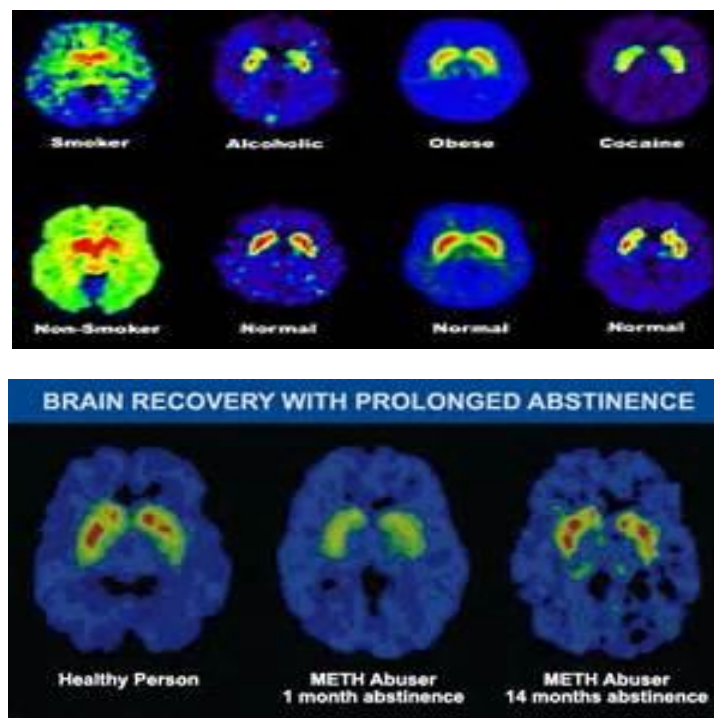 Smoker Alcoholic Obese Cocaine
Non-Smoker Normal Normal Normal
BRAIN RECOVERY WITH PROLONGED ABSTINENCE
Healthy Person METH Abuser METH Abuser
1 month abstinence 14 months abstinence